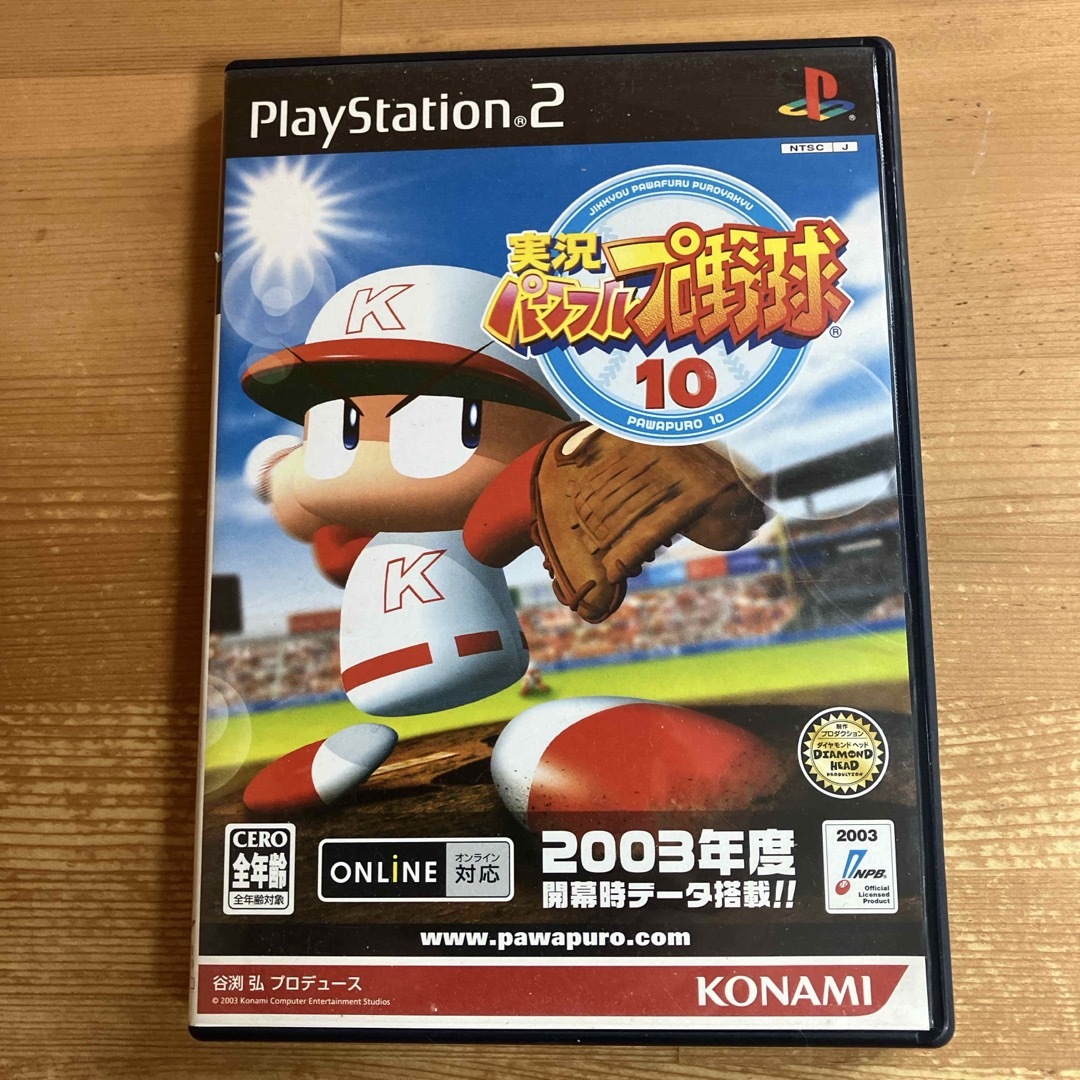 PlayStation®2
NTSC J
JIKKYOU PAWAFURU PUROYAKYU
実況
パワフルプロ野球®
10
PAWAPURO 10
K
K
制作
プロダクション
ダイヤモンドヘッド
DIAMOND
HEAD
PRODUCTION
CERO
全年齢
全年齢対象
ONLiNE
オンライン
対応
2003年度
開幕時データ搭載!!
2003
NPB
Official
Licensed
Product
www.pawapuro.com
谷渕 弘 プロデュース
© 2003 Konami Computer Entertainment Studios
KONAMI